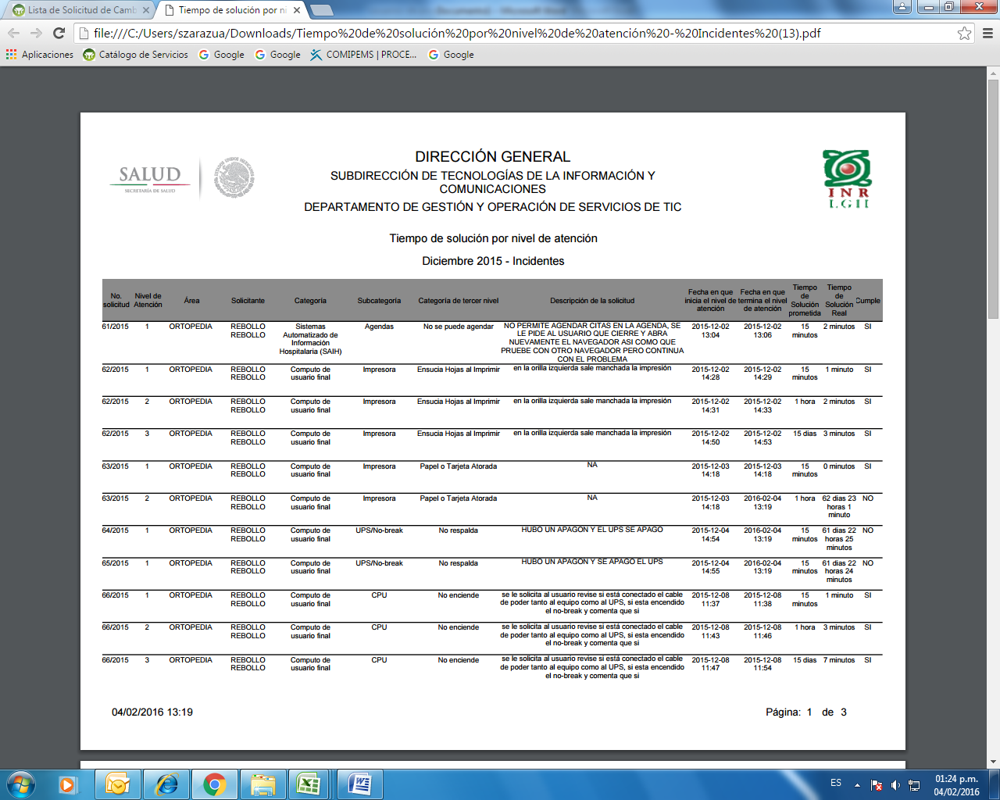 Lista de Solicitud de Camb
Tiempo de solución por ni
file:///C:/Users/szarazua/Downloads/Tiempo%20de%20solución%20por%20nivel%20de%20atención%20-%20Incidentes%20(13).pdf
Aplicaciones Catálogo de Servicios Google Google COMIPEMS | PROCE... Google
SALUD
SECRETARÍA DE SALUD
INR
LGII
DIRECCIÓN GENERAL
SUBDIRECCIÓN DE TECNOLOGÍAS DE LA INFORMACIÓN Y
COMUNICACIONES
DEPARTAMENTO DE GESTIÓN Y OPERACIÓN DE SERVICIOS DE TIC
Tiempo de solución por nivel de atención
Diciembre 2015 - Incidentes
No. solicitud Nivel de Atención Área Solicitante Categoría Subcategoría Categoría de tercer nivel Descripción de la solicitud Fecha en que inicia el nivel de atención Fecha en que termina el nivel de atención Tiempo de Solución prometida Tiempo de Solución Real Cumple
61/2015 1 ORTOPEDIA REBOLLO Sistemas Agendas No se puede agendar NO PERMITE AGENDAR CITAS EN LA AGENDA, SE 2015-12-02 2015-12-02 15 2 minutos SI
REBOLLO Automatizado de LE PIDE AL USUARIO QUE CIERRE Y ABRA 13:04 13:06 minutos
Información NUEVAMENTE EL NAVEGADOR ASI COMO QUE
Hospitalaria (SAIH) PRUEBE CON OTRO NAVEGADOR PERO CONTINUA
CON EL PROBLEMA
62/2015 1 ORTOPEDIA REBOLLO Computo de Impresora Ensucia Hojas al Imprimir en la orilla izquierda sale manchada la impresión 2015-12-02 2015-12-02 15 1 minuto SI
REBOLLO usuario final 14:28 14:29 minutos
62/2015 2 ORTOPEDIA REBOLLO Computo de Impresora Ensucia Hojas al Imprimir en la orilla izquierda sale manchada la impresión 2015-12-02 2015-12-02 1 hora 2 minutos SI
REBOLLO usuario final 14:31 14:33
62/2015 3 ORTOPEDIA REBOLLO Computo de Impresora Ensucia Hojas al Imprimir en la orilla izquierda sale manchada la impresión 2015-12-02 2015-12-02 15 dias 3 minutos SI
REBOLLO usuario final 14:50 14:53
63/2015 1 ORTOPEDIA REBOLLO Computo de Impresora Papel o Tarjeta Atorada NA 2015-12-03 2015-12-03 15 0 minutos SI
REBOLLO usuario final 14:18 14:18 minutos
63/2015 2 ORTOPEDIA REBOLLO Computo de Impresora Papel o Tarjeta Atorada NA 2015-12-03 2016-02-04 1 hora 62 dias 23 NO
REBOLLO usuario final 14:18 13:19 horas 1
minuto
64/2015 1 ORTOPEDIA REBOLLO Computo de UPS/No-break No respalda HUBO UN APAGON Y EL UPS SE APAGO 2015-12-04 2016-02-04 15 61 dias 22 NO
REBOLLO usuario final 14:54 13:19 minutos horas 25
minutos
65/2015 1 ORTOPEDIA REBOLLO Computo de UPS/No-break No respalda HUBO UN APAGON Y SE APAGO EL UPS 2015-12-04 2016-02-04 15 61 dias 22 NO
REBOLLO usuario final 14:55 13:19 minutos horas 24
minutos
66/2015 1 ORTOPEDIA REBOLLO Computo de CPU No enciende se le solicita al usuario revise si está conectado el cable 2015-12-08 2015-12-08 15 1 minuto SI
REBOLLO usuario final de poder tanto al equipo como al UPS, si esta encendido 11:37 11:38 minutos
el no-break y comenta que si
66/2015 2 ORTOPEDIA REBOLLO Computo de CPU No enciende se le solicita al usuario revise si está conectado el cable 2015-12-08 2015-12-08 1 hora 3 minutos SI
REBOLLO usuario final de poder tanto al equipo como al UPS, si esta encendido 11:43 11:46
el no-break y comenta que si
66/2015 3 ORTOPEDIA REBOLLO Computo de CPU No enciende se le solicita al usuario revise si está conectado el cable 2015-12-08 2015-12-08 15 dias 7 minutos SI
REBOLLO usuario final de poder tanto al equipo como al UPS, si esta encendido 11:47 11:54
el no-break y comenta que si
04/02/2016 13:19 Página: 1 de 3
ES 01:24 p.m.
04/02/2016